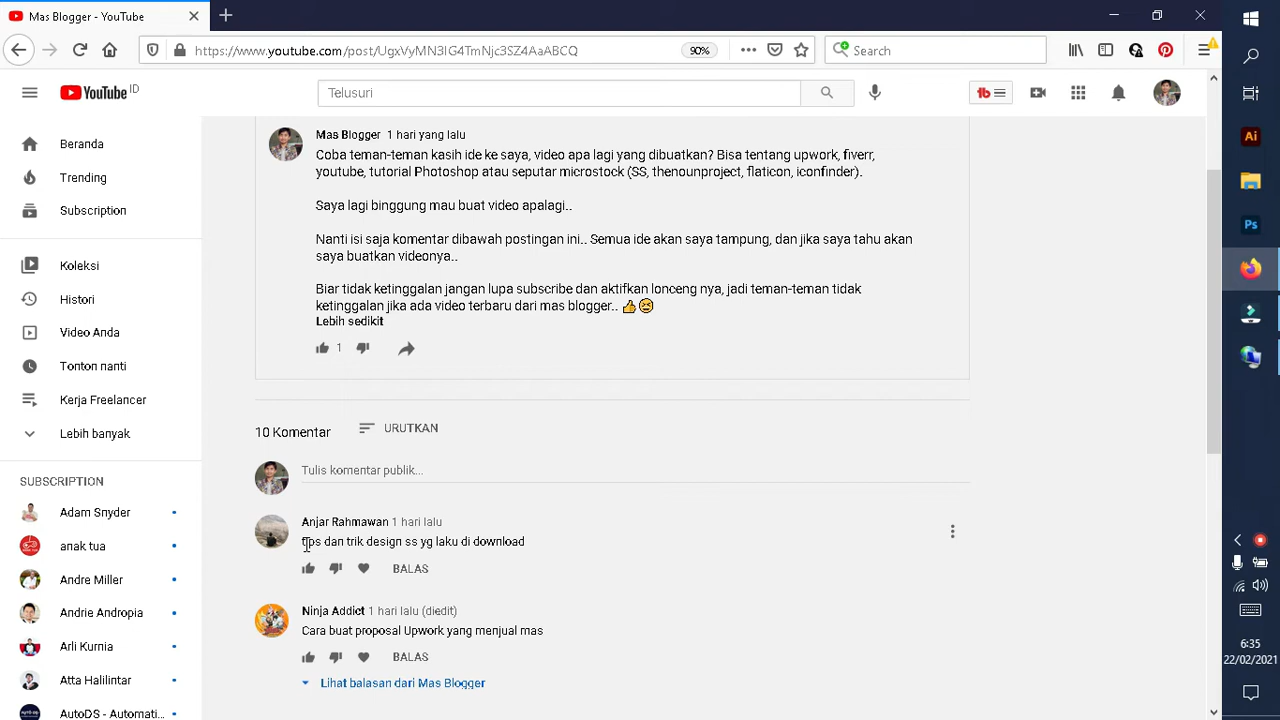 Mas Blogger - YouTube
https://www.youtube.com/post/UgxVyMN3IG4TmNjc3SZ4AaABCQ
90%
Search
YouTube ID
Telusuri
tb
Beranda
Trending
Subscription
Koleksi
Histori
Video Anda
Tonton nanti
Kerja Freelancer
Lebih banyak
SUBSCRIPTION
Adam Snyder
anak tua
Andre Miller
Andrie Andropia
Arli Kurnia
Atta Halilintar
AutoDS - Automati...
Mas Blogger 1 hari yang lalu
Coba teman-teman kasih ide ke saya, video apa lagi yang dibuatkan? Bisa tentang upwork, fiverr,
youtube, tutorial Photoshop atau seputar microstock (SS, thenounproject, flaticon, iconfinder).
Saya lagi binggung mau buat video apalagi..
Nanti isi saja komentar dibawah postingan ini.. Semua ide akan saya tampung, dan jika saya tahu akan
saya buatkan videonya..
Biar tidak ketinggalan jangan lupa subscribe dan aktifkan lonceng nya, jadi teman-teman tidak
ketinggalan jika ada video terbaru dari mas blogger.. 👍😆
Lebih sedikit
1
10 Komentar URUTKAN
Tulis komentar publik...
Anjar Rahmawan 1 hari lalu
tips dan trik design ss yg laku di download
BALAS
Ninja Addict 1 hari lalu (diedit)
Cara buat proposal Upwork yang menjual mas
BALAS
Lihat balasan dari Mas Blogger
Ai
Ps
6:35
22/02/2021